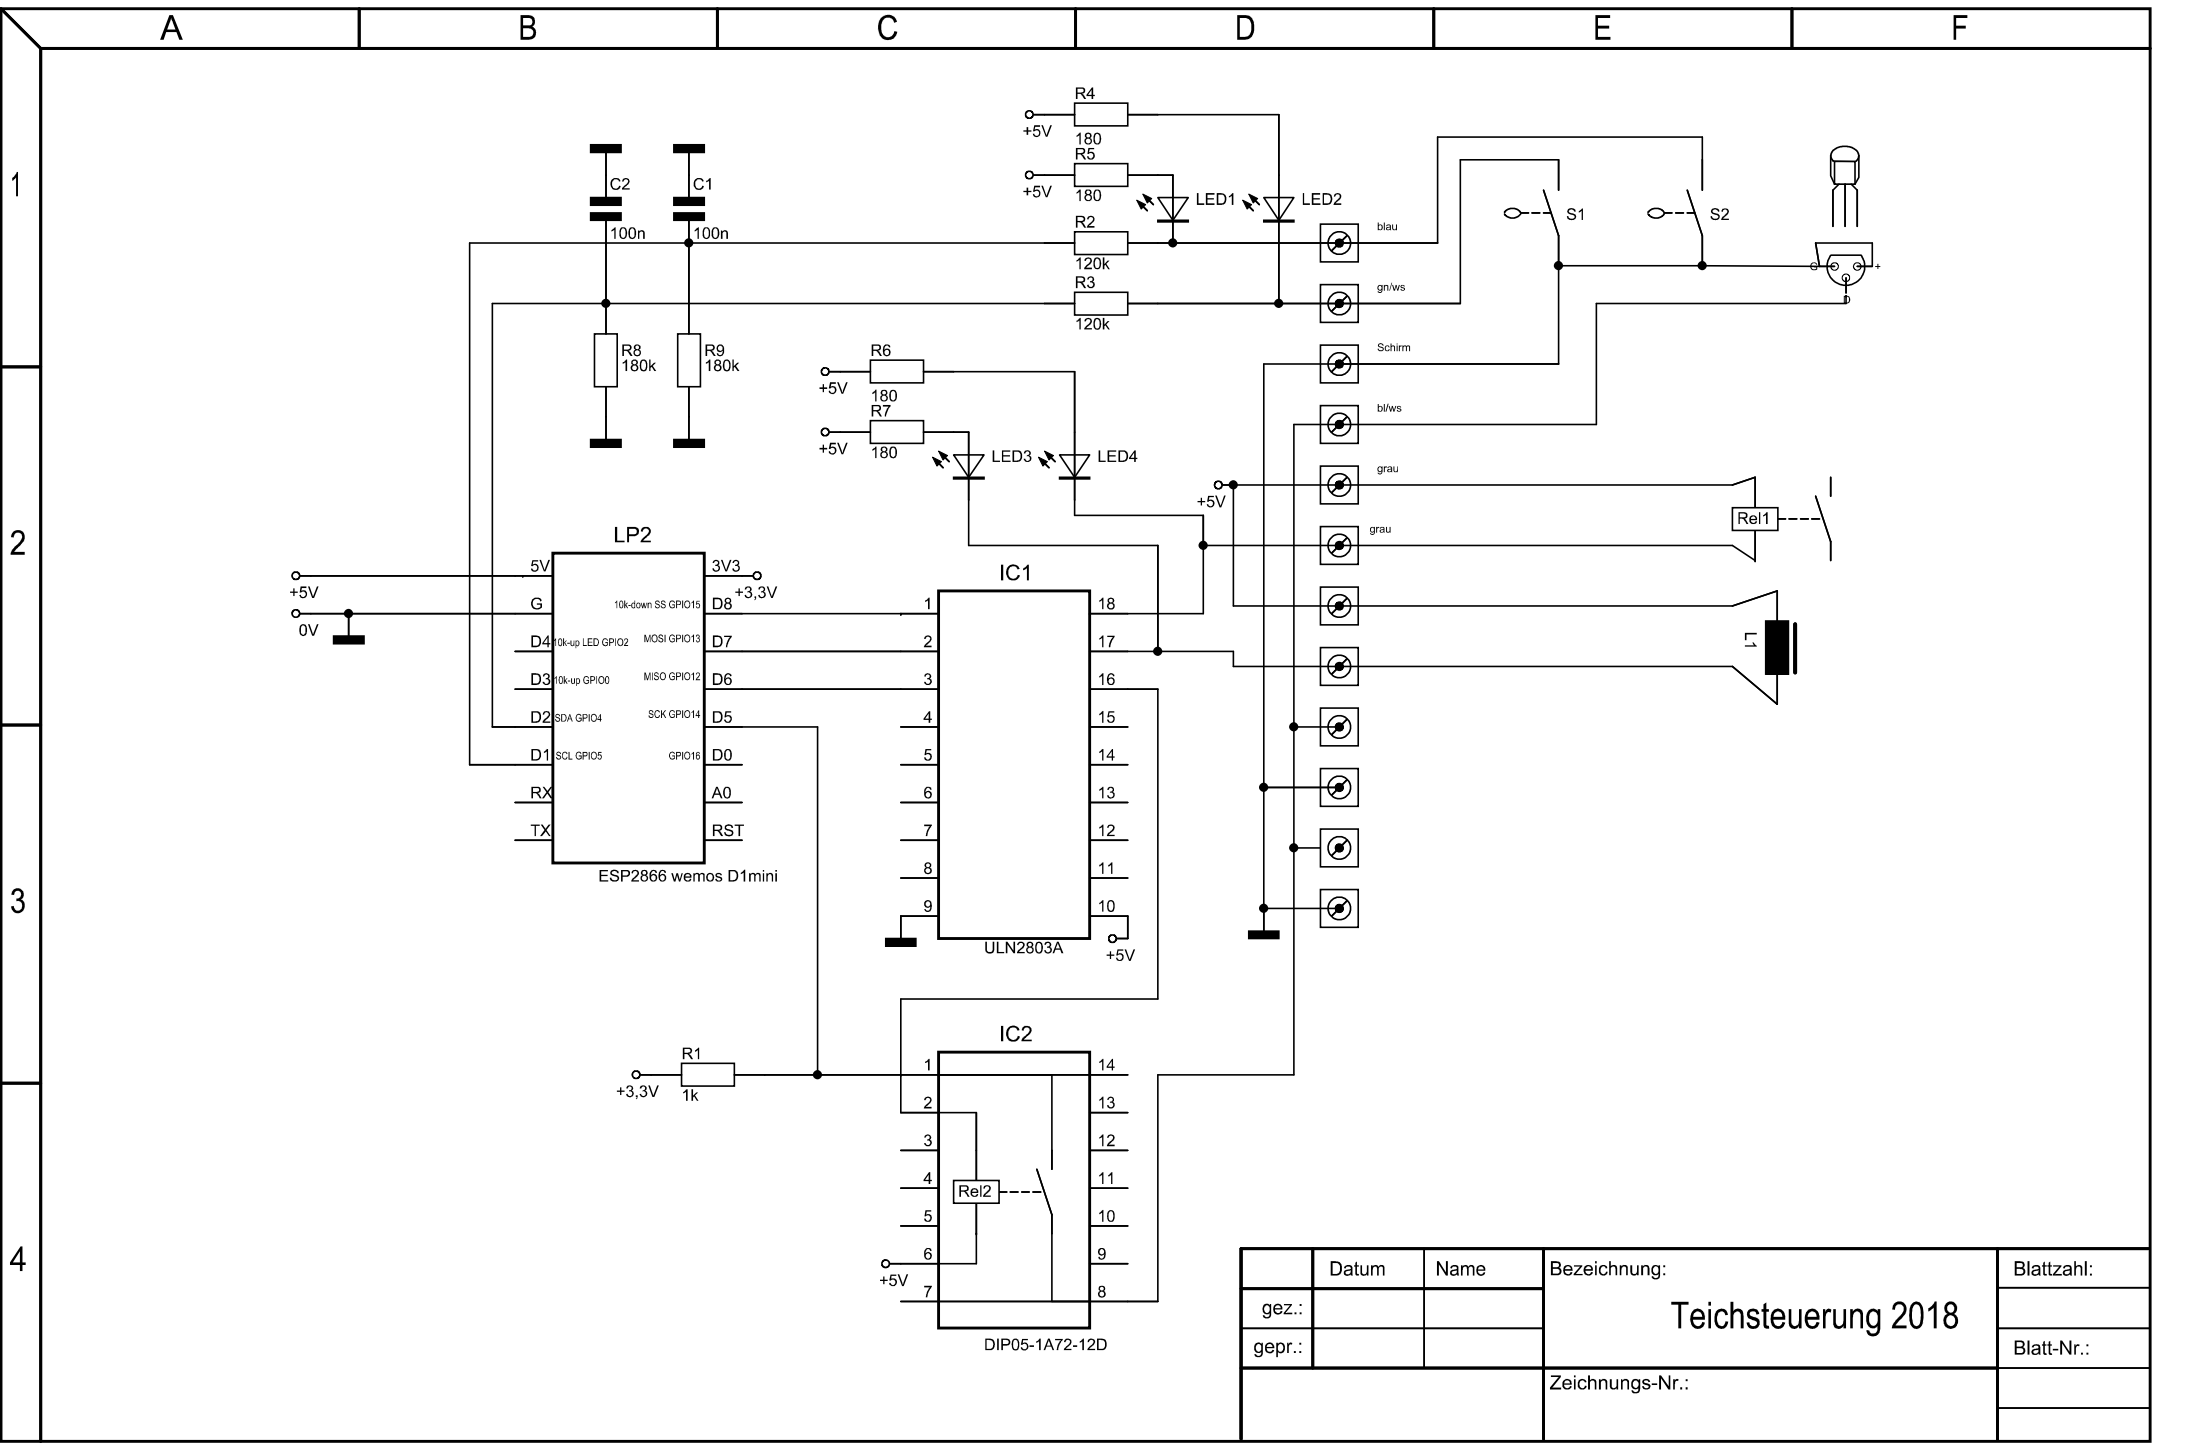 A B C D E F
1
2
3
4
R4
+5V
180
R5
+5V
180
LED1
LED2
C2
100n
C1
100n
R2
120k
R3
120k
blau
gn/ws
Schirm
bl/ws
grau
grau
S1
S2
G
+
D
R8
180k
R9
180k
R6
+5V
180
R7
+5V
180
LED3
LED4
+5V
Rel1
L1
LP2
+5V
0V
5V
G
D4 10k-up LED GPIO2
D3 10k-up GPIO0
D2 SDA GPIO4
D1 SCL GPIO5
RX
TX
3V3
+3,3V
10k-down SS GPIO15 D8
MOSI GPIO13 D7
MISO GPIO12 D6
SCK GPIO14 D5
GPIO16 D0
A0
RST
ESP2866 wemos D1mini
IC1
1 18
2 17
3 16
4 15
5 14
6 13
7 12
8 11
9 10
ULN2803A
+5V
IC2
R1
+3,3V
1k
1 14
2 13
3 12
4 11
5 10
6 9
7 8
Rel2
+5V
DIP05-1A72-12D
Datum Name
gez.:
gepr.:
Bezeichnung:
Teichsteuerung 2018
Zeichnungs-Nr.:
Blattzahl:
Blatt-Nr.: